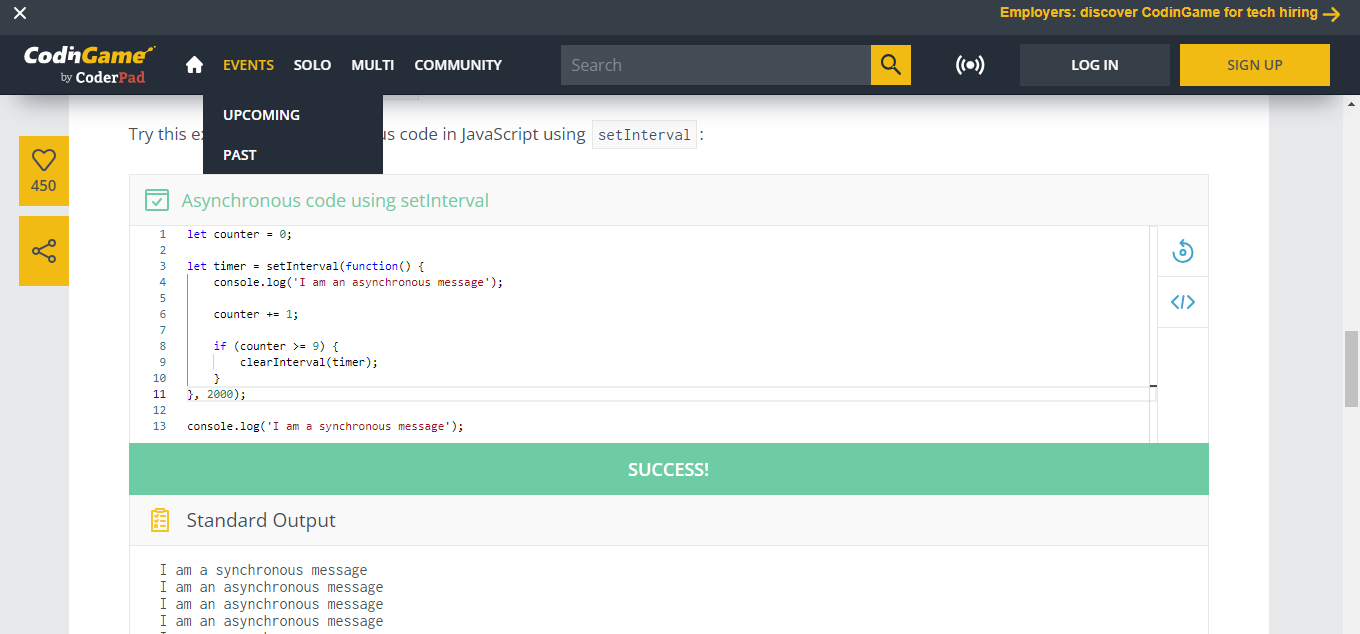 Employers: discover CodinGame for tech hiring
CodinGame
by CoderPad
EVENTS SOLO MULTI COMMUNITY
Search
LOG IN
SIGN UP
UPCOMING
PAST
450
Try this us code in JavaScript using setInterval :
Asynchronous code using setInterval
1 let counter = 0;
2
3 let timer = setInterval(function() {
4 console.log('I am an asynchronous message');
5
6 counter += 1;
7
8 if (counter >= 9) {
9 clearInterval(timer);
10 }
11 }, 2000);
12
13 console.log('I am a synchronous message');
SUCCESS!
Standard Output
I am a synchronous message
I am an asynchronous message
I am an asynchronous message
I am an asynchronous message